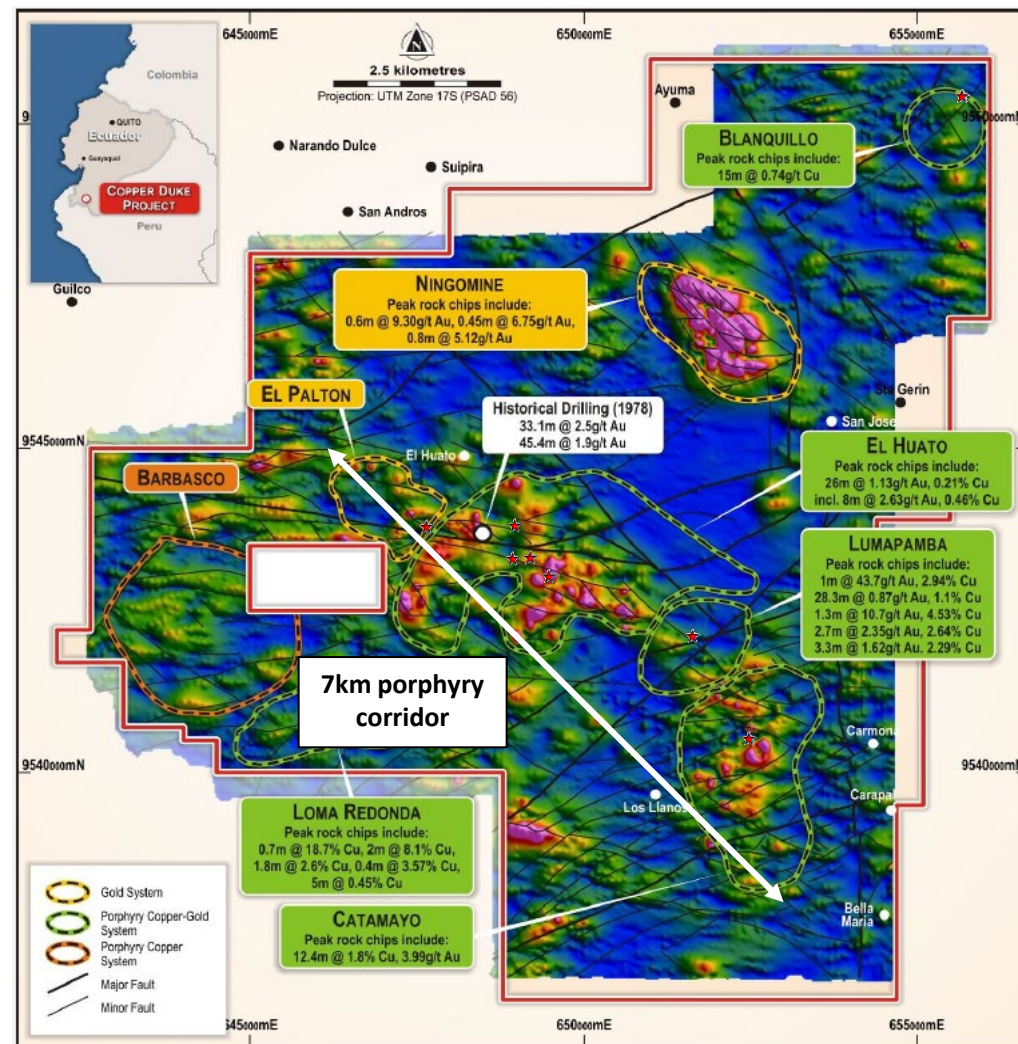 645000mE
650000mE
655000mE
Colombia
QUITO
Ecuador
Guayaquil
COPPER DUKE
PROJECT
Peru
N
2.5 kilometres
Projection: UTM Zone 17S (PSAD 56)
Ayuma
Narando Dulce
Suipira
San Andros
Guilco
9550000mN
BLANQUILLO
Peak rock chips include:
15m @ 0.74g/t Cu
NINGOMINE
Peak rock chips include:
0.6m @ 9.30g/t Au, 0.45m @ 6.75g/t Au,
0.8m @ 5.12g/t Au
EL PALTON
Historical Drilling (1978)
33.1m @ 2.5g/t Au
45.4m @ 1.9g/t Au
Ste Gerin
San Jose
9545000mN
El Huato
BARBASCO
EL HUATO
Peak rock chips include:
26m @ 1.13g/t Au, 0.21% Cu
incl. 8m @ 2.63g/t Au, 0.46% Cu
LUMAPAMBA
Peak rock chips include:
1m @ 43.7g/t Au, 2.94% Cu
28.3m @ 0.87g/t Au, 1.1% Cu
1.3m @ 10.7g/t Au, 4.53% Cu
2.7m @ 2.35g/t Au, 2.64% Cu
3.3m @ 1.62g/t Au. 2.29% Cu
7km porphyry
corridor
Carmona
9540000mN
9540000mN
Los Llanos
Carapal
LOMA REDONDA
Peak rock chips include:
0.7m @ 18.7% Cu, 2m @ 8.1% Cu,
1.8m @ 2.6% Cu, 0.4m @ 3.57% Cu,
5m @ 0.45% Cu
CATAMAYO
Peak rock chips include:
12.4m @ 1.8% Cu, 3.99g/t Au
Bella
Maria
Gold System
Porphyry Copper-Gold
System
Porphyry Copper
System
Major Fault
Minor Fault
645000mE
650000mE
655000mE